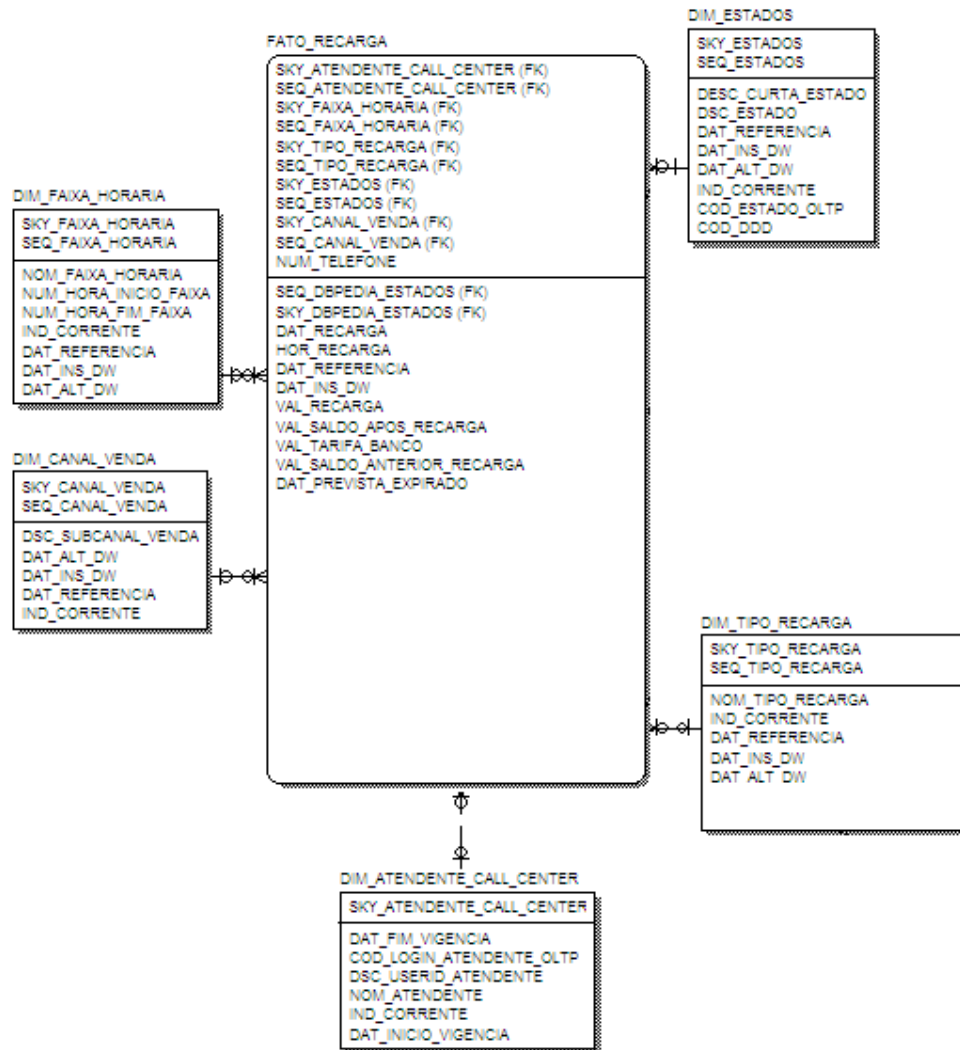 DIM_ESTADOS
SKY_ESTADOS
SEQ_ESTADOS
DESC_CURTA_ESTADO
DSC_ESTADO
DAT_REFERENCIA
DAT_INS_DW
DAT_ALT_DW
IND_CORRENTE
COD_ESTADO_OLTP
COD_DDD
FATO_RECARGA
SKY_ATENDENTE_CALL_CENTER (FK)
SEQ_ATENDENTE_CALL_CENTER (FK)
SKY_FAIXA_HORARIA (FK)
SEQ_FAIXA_HORARIA (FK)
SKY_TIPO_RECARGA (FK)
SEQ_TIPO_RECARGA (FK)
SKY_ESTADOS (FK)
SEQ_ESTADOS (FK)
SKY_CANAL_VENDA (FK)
SEQ_CANAL_VENDA (FK)
NUM_TELEFONE
SEQ_DBPEDIA_ESTADOS (FK)
SKY_DBPEDIA_ESTADOS (FK)
DAT_RECARGA
HOR_RECARGA
DAT_REFERENCIA
DAT_INS_DW
VAL_RECARGA
VAL_SALDO_APOS_RECARGA
VAL_TARIFA_BANCO
VAL_SALDO_ANTERIOR_RECARGA
DAT_PREVISTA_EXPIRADO
DIM_FAIXA_HORARIA
SKY_FAIXA_HORARIA
SEQ_FAIXA_HORARIA
NOM_FAIXA_HORARIA
NUM_HORA_INICIO_FAIXA
NUM_HORA_FIM_FAIXA
IND_CORRENTE
DAT_REFERENCIA
DAT_INS_DW
DAT_ALT_DW
DIM_CANAL_VENDA
SKY_CANAL_VENDA
SEQ_CANAL_VENDA
DSC_SUBCANAL_VENDA
DAT_ALT_DW
DAT_INS_DW
DAT_REFERENCIA
IND_CORRENTE
DIM_TIPO_RECARGA
SKY_TIPO_RECARGA
SEQ_TIPO_RECARGA
NOM_TIPO_RECARGA
IND_CORRENTE
DAT_REFERENCIA
DAT_INS_DW
DAT_ALT_DW
DIM_ATENDENTE_CALL_CENTER
SKY_ATENDENTE_CALL_CENTER
DAT_FIM_VIGENCIA
COD_LOGIN_ATENDENTE_OLTP
DSC_USERID_ATENDENTE
NOM_ATENDENTE
IND_CORRENTE
DAT_INICIO_VIGENCIA